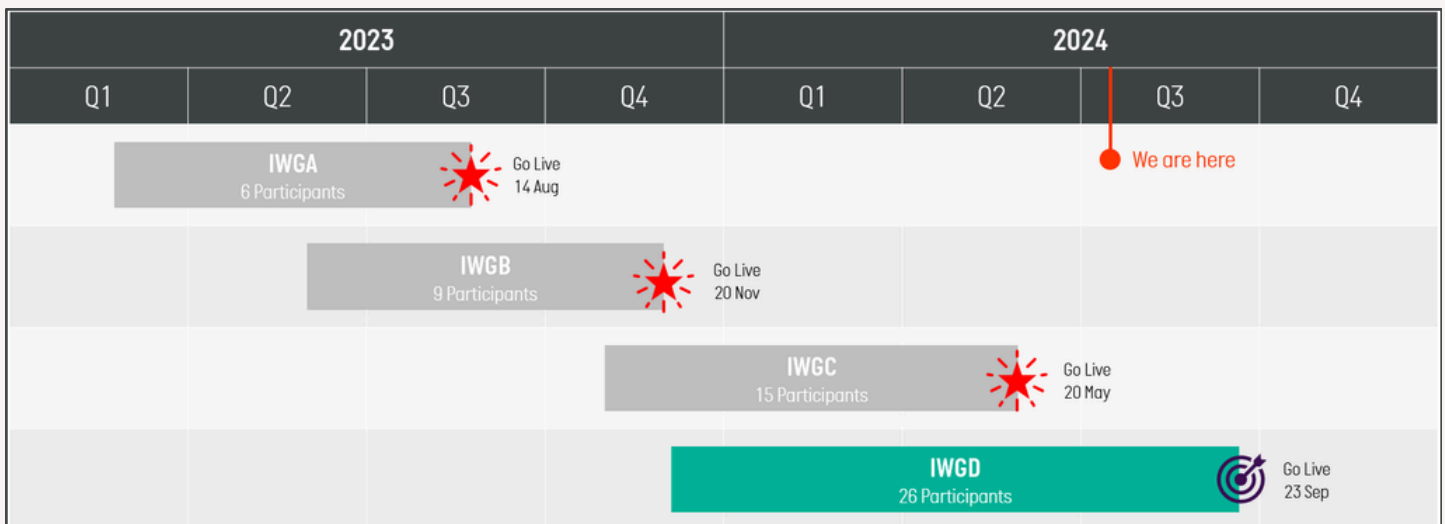 2023
2024
Q1
Q2
Q3
Q4
Q1
Q2
Q3
Q4
We are here
IWGA
6 Participants
Go Live
14 Aug
IWGB
9 Participants
Go Live
20 Nov
IWGC
15 Participants
Go Live
20 May
IWGD
26 Participants
Go Live
23 Sep